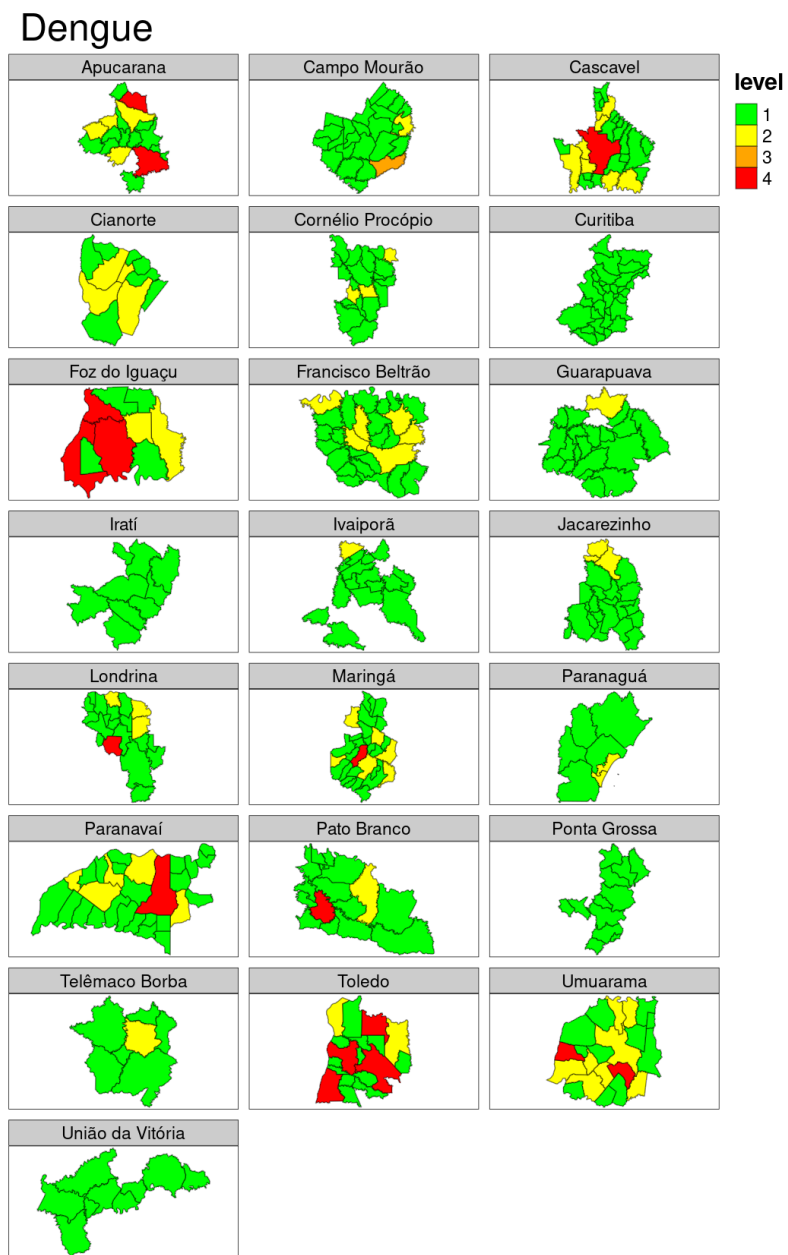 Dengue
Apucarana
Campo Mourão
Cascavel
level
1
2
3
4
Cianorte
Cornélio Procópio
Curitiba
Foz do Iguaçu
Francisco Beltrão
Guarapuava
Iratí
Ivaiporã
Jacarezinho
Londrina
Maringá
Paranaguá
Paranavaí
Pato Branco
Ponta Grossa
Telêmaco Borba
Toledo
Umuarama
União da Vitória